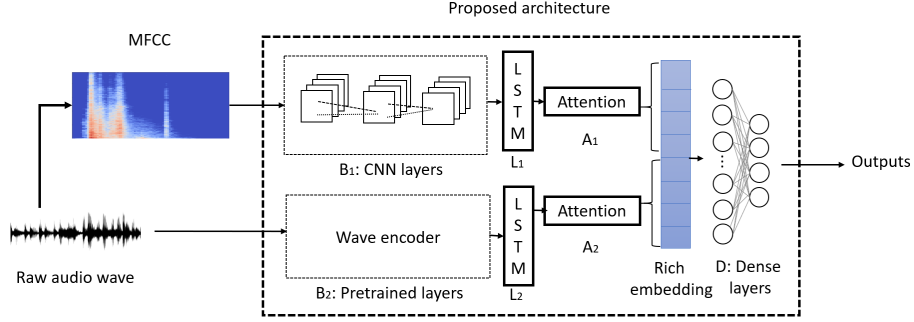 Proposed architecture
MFCC
L
S
T
M
Attention
A1
B1: CNN layers
L1
Outputs
Wave encoder
L
S
T
M
Attention
A2
Raw audio wave
B2: Pretrained layers
L2
Rich
embedding
D: Dense
layers